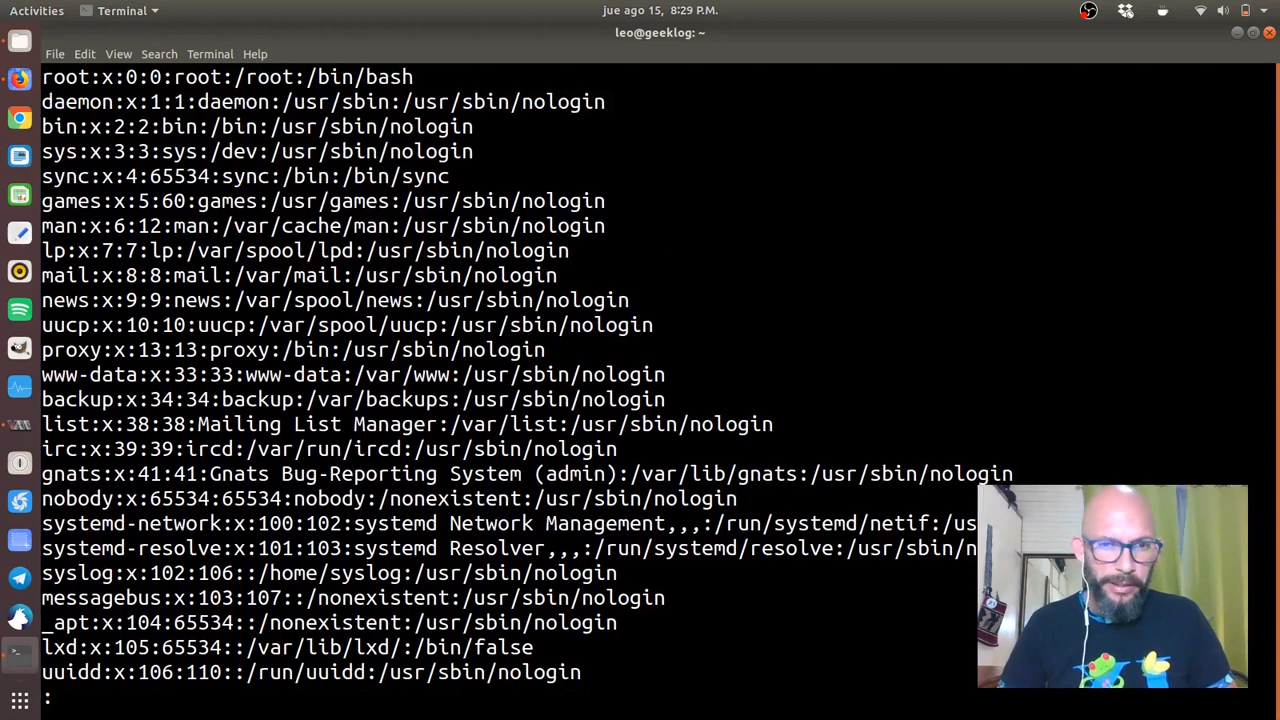 Activities
Terminal
jue ago 15, 8:29 P.M.
leo@geeklog: ~
File Edit View Search Terminal Help
root:x:0:0:root:/root:/bin/bash
daemon:x:1:1:daemon:/usr/sbin:/usr/sbin/nologin
bin:x:2:2:bin:/bin:/usr/sbin/nologin
sys:x:3:3:sys:/dev:/usr/sbin/nologin
sync:x:4:65534:sync:/bin:/bin/sync
games:x:5:60:games:/usr/games:/usr/sbin/nologin
man:x:6:12:man:/var/cache/man:/usr/sbin/nologin
lp:x:7:7:lp:/var/spool/lpd:/usr/sbin/nologin
mail:x:8:8:mail:/var/mail:/usr/sbin/nologin
news:x:9:9:news:/var/spool/news:/usr/sbin/nologin
uucp:x:10:10:uucp:/var/spool/uucp:/usr/sbin/nologin
proxy:x:13:13:proxy:/bin:/usr/sbin/nologin
www-data:x:33:33:www-data:/var/www:/usr/sbin/nologin
backup:x:34:34:backup:/var/backups:/usr/sbin/nologin
list:x:38:38:Mailing List Manager:/var/list:/usr/sbin/nologin
irc:x:39:39:ircd:/var/run/ircd:/usr/sbin/nologin
gnats:x:41:41:Gnats Bug-Reporting System (admin):/var/lib/gnats:/usr/sbin/nologin
nobody:x:65534:65534:nobody:/nonexistent:/usr/sbin/nologin
systemd-network:x:100:102:systemd Network Management,,,:/run/systemd/netif:/us
systemd-resolve:x:101:103:systemd Resolver,,,:/run/systemd/resolve:/usr/sbin/n
syslog:x:102:106::/home/syslog:/usr/sbin/nologin
messagebus:x:103:107::/nonexistent:/usr/sbin/nologin
_apt:x:104:65534::/nonexistent:/usr/sbin/nologin
lxd:x:105:65534::/var/lib/lxd/:/bin/false
uuidd:x:106:110::/run/uuidd:/usr/sbin/nologin
: